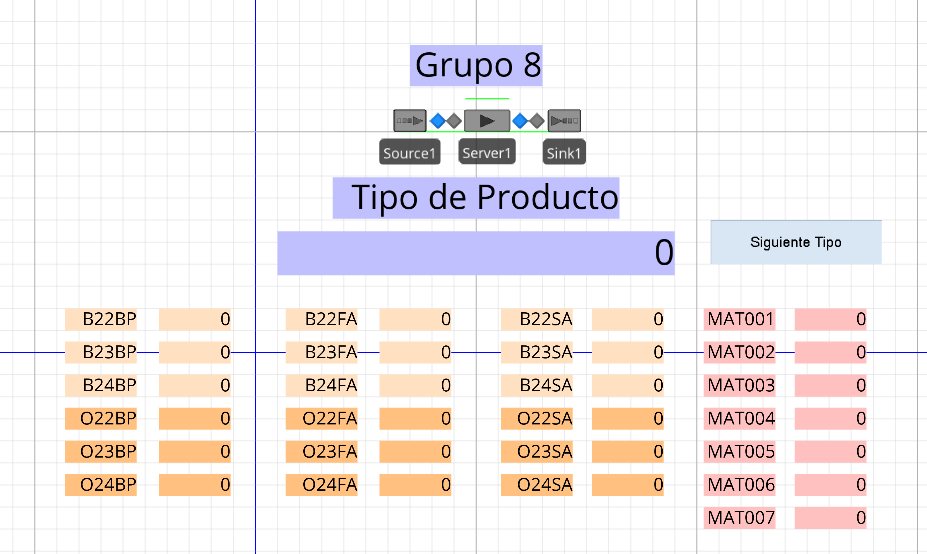 Grupo 8
Source1 Server1 Sink1
Tipo de Producto
0
Siguiente Tipo
B22BP 0 B22FA 0 B22SA 0 MAT001 0
B23BP 0 B23FA 0 B23SA 0 MAT002 0
B24BP 0 B24FA 0 B24SA 0 MAT003 0
O22BP 0 O22FA 0 O22SA 0 MAT004 0
O23BP 0 O23FA 0 O23SA 0 MAT005 0
O24BP 0 O24FA 0 O24SA 0 MAT006 0
MAT007 0